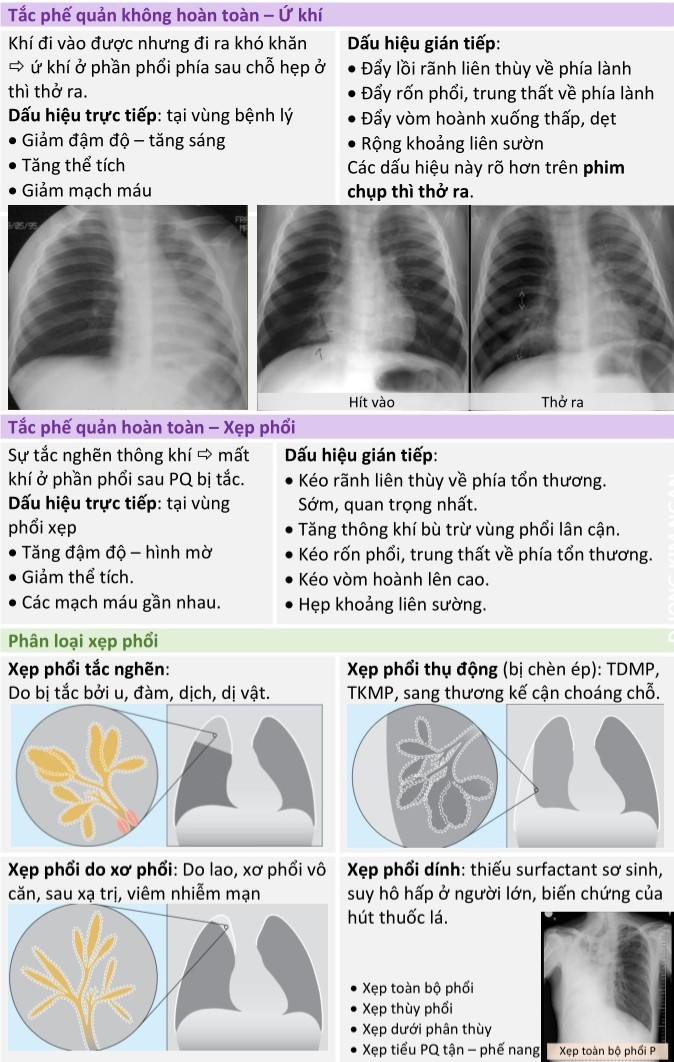 Tắc phế quản không hoàn toàn – Ứ khí
Khí đi vào được nhưng đi ra khó khăn
⇨ ứ khí ở phần phổi phía sau chỗ hẹp ở
thì thở ra.
Dấu hiệu trực tiếp: tại vùng bệnh lý
• Giảm đậm độ – tăng sáng
• Tăng thể tích
• Giảm mạch máu
Dấu hiệu gián tiếp:
• Đẩy lồi rãnh liên thùy về phía lành
• Đẩy rốn phổi, trung thất về phía lành
• Đẩy vòm hoành xuống thấp, dẹt
• Rộng khoảng liên sườn
Các dấu hiệu này rõ hơn trên phim
chụp thì thở ra.
Hít vào
Thở ra
Tắc phế quản hoàn toàn – Xẹp phổi
Sự tắc nghẽn thông khí ⇨ mất
khí ở phần phổi sau PQ bị tắc.
Dấu hiệu trực tiếp: tại vùng
phổi xẹp
• Tăng đậm độ – hình mờ
• Giảm thể tích.
• Các mạch máu gần nhau.
Dấu hiệu gián tiếp:
• Kéo rãnh liên thùy về phía tổn thương.
Sớm, quan trọng nhất.
• Tăng thông khí bù trừ vùng phổi lân cận.
• Kéo rốn phổi, trung thất về phía tổn thương.
• Kéo vòm hoành lên cao.
• Hẹp khoảng liên sường.
Phân loại xẹp phổi
Xẹp phổi tắc nghẽn:
Do bị tắc bởi u, đàm, dịch, dị vật.
Xẹp phổi thụ động (bị chèn ép): TDMP,
TKMP, sang thương kế cận choáng chỗ.
Xẹp phổi do xơ phổi: Do lao, xơ phổi vô
căn, sau xạ trị, viêm nhiễm mạn
Xẹp phổi dính: thiếu surfactant sơ sinh,
suy hô hấp ở người lớn, biến chứng của
hút thuốc lá.
• Xẹp toàn bộ phổi
• Xẹp thùy phổi
• Xẹp dưới phân thùy
• Xẹp tiểu PQ tận – phế nang
Xẹp toàn bộ phổi P